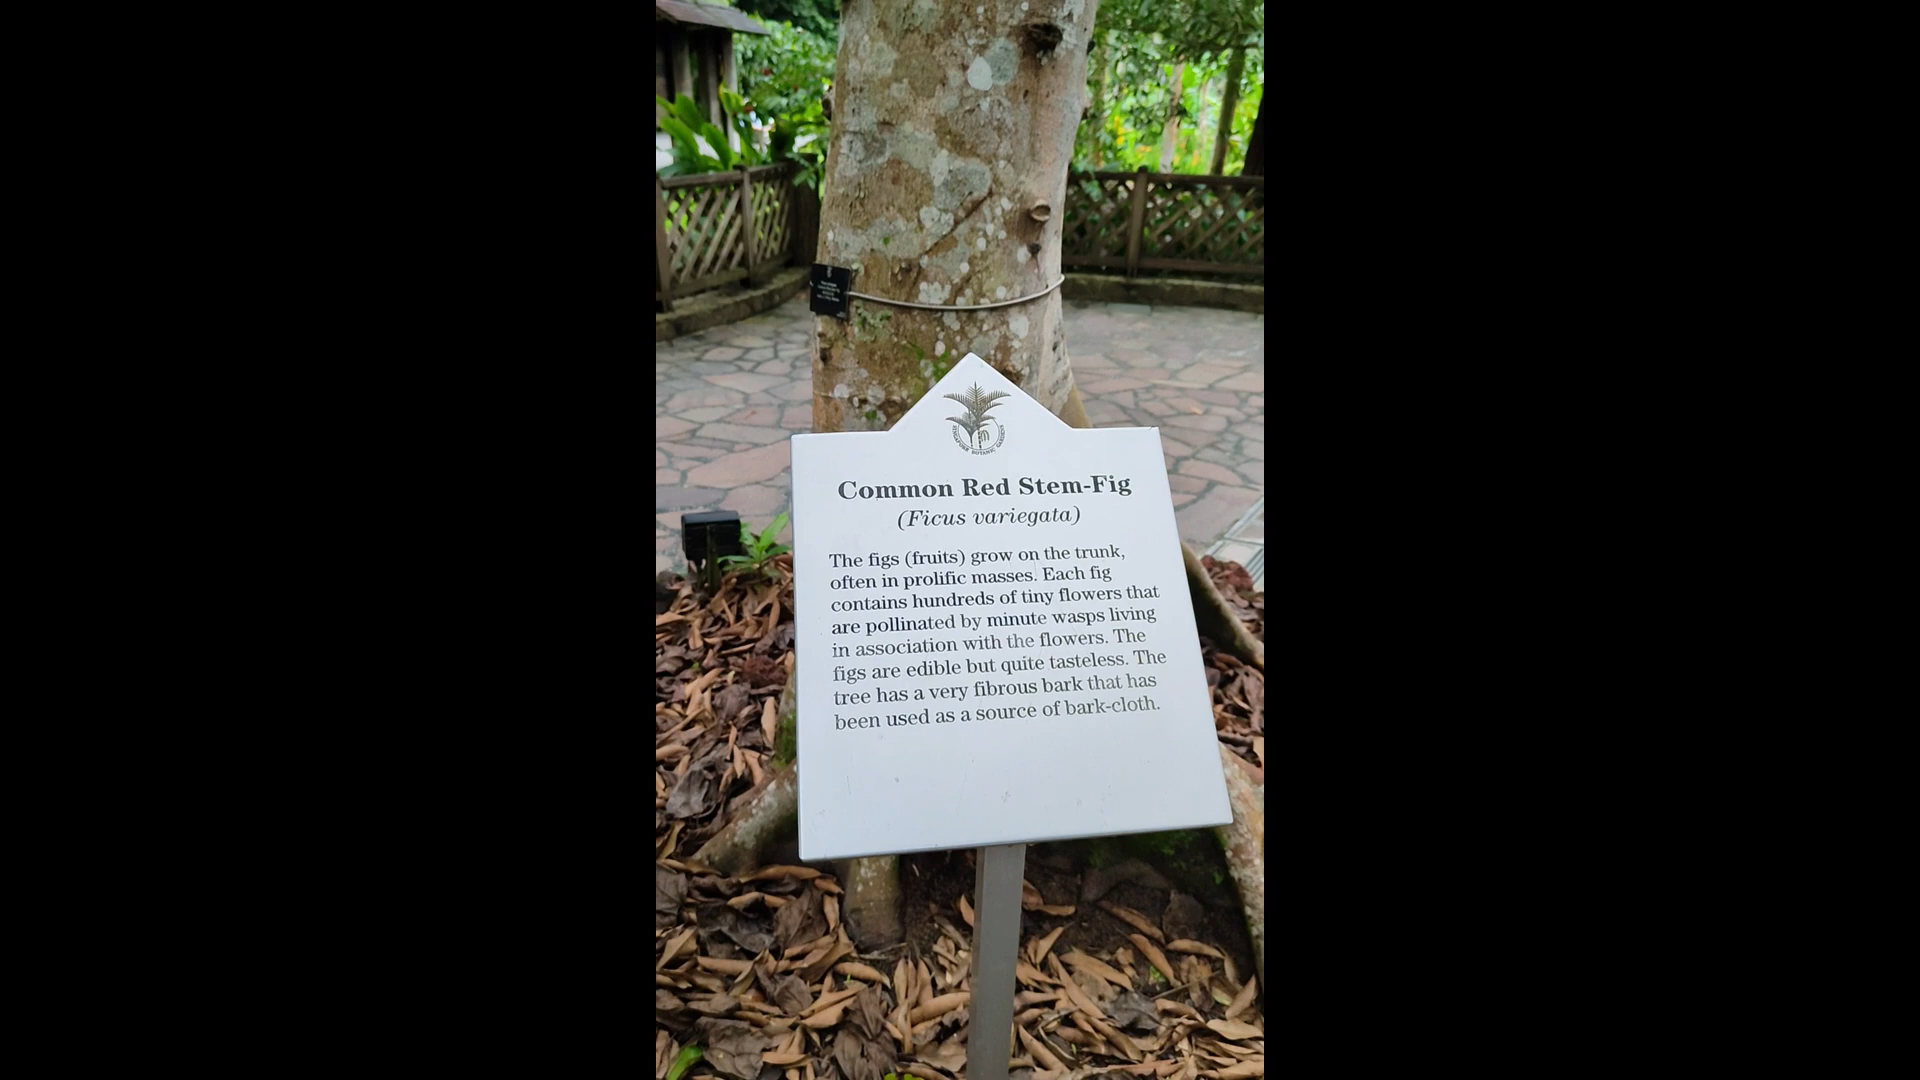 SINGAPORE BOTANIC GARDENS
Common Red Stem-Fig
(Ficus variegata)
The figs (fruits) grow on the trunk,
often in prolific masses. Each fig
contains hundreds of tiny flowers that
are pollinated by minute wasps living
in association with the flowers. The
figs are edible but quite tasteless. The
tree has a very fibrous bark that has
been used as a source of bark-cloth.